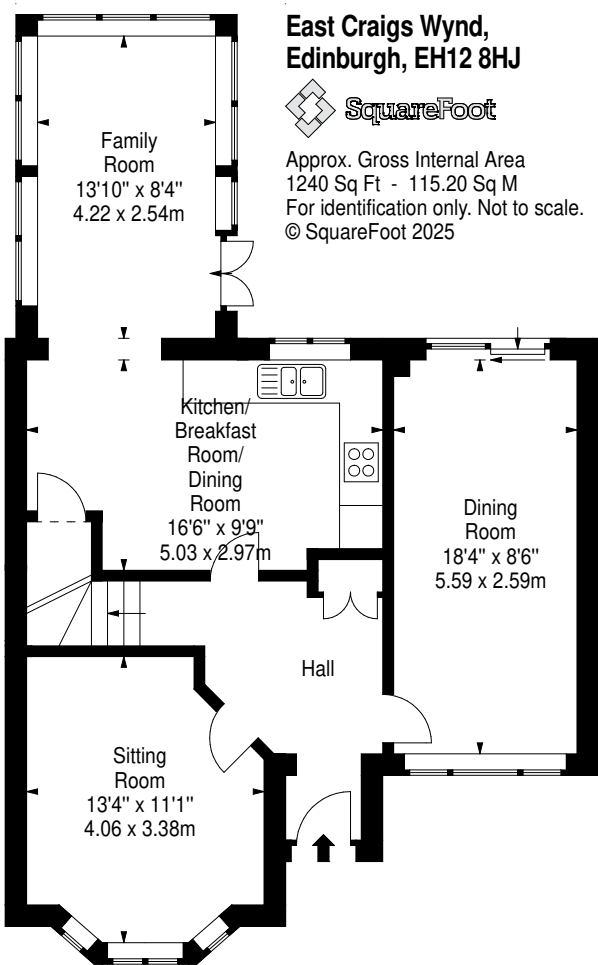 East Craigs Wynd,
Edinburgh, EH12 8HJ
SquareFoot
Approx. Gross Internal Area
1240 Sq Ft - 115.20 Sq M
For identification only. Not to scale.
© SquareFoot 2025
Family
Room
13'10" x 8'4"
4.22 x 2.54m
Kitchen/
Breakfast
Room/
Dining
Room
16'6" x 9'9"
5.03 x 2.97m
Dining
Room
18'4" x 8'6"
5.59 x 2.59m
Hall
Sitting
Room
13'4" x 11'1"
4.06 x 3.38m